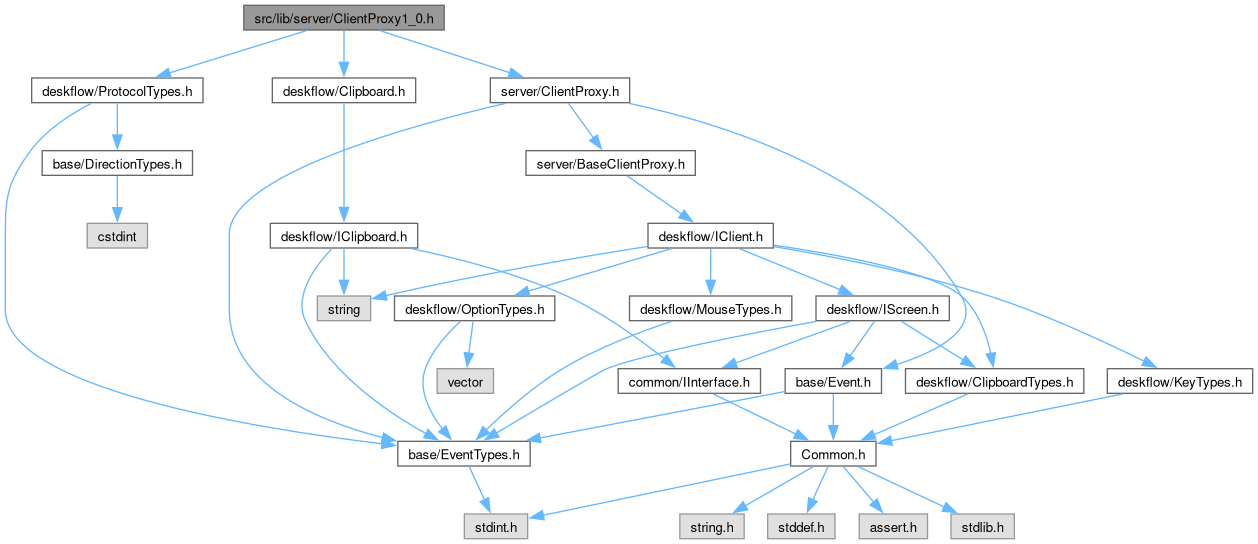 src/lib/server/ClientProxy1_0.h
deskflow/ProtocolTypes.h
deskflow/Clipboard.h
server/ClientProxy.h
base/DirectionTypes.h
server/BaseClientProxy.h
cstdint
deskflow/IClipboard.h
deskflow/IClient.h
string
deskflow/OptionTypes.h
deskflow/MouseTypes.h
deskflow/IScreen.h
vector
common/IInterface.h
base/Event.h
deskflow/ClipboardTypes.h
deskflow/KeyTypes.h
base/EventTypes.h
Common.h
stdint.h
string.h
stddef.h
assert.h
stdlib.h